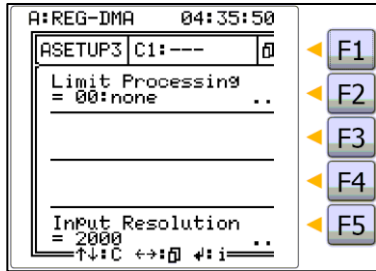 A:REG-DMA 04:35:50
ASETUP3 C1:---
F1
Limit Processing
= 00:none ..
F2
F3
F4
Input Resolution
= 2000 ..
F5
↑↓:C ←→: ↲:i